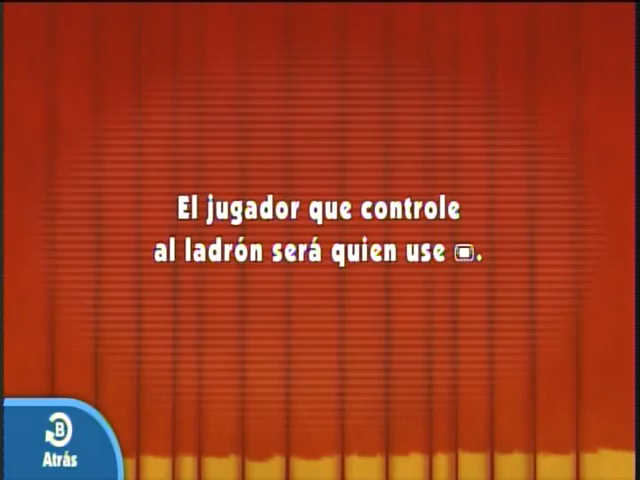 El jugador que controle
al ladrón será quien use .
B
Atrás